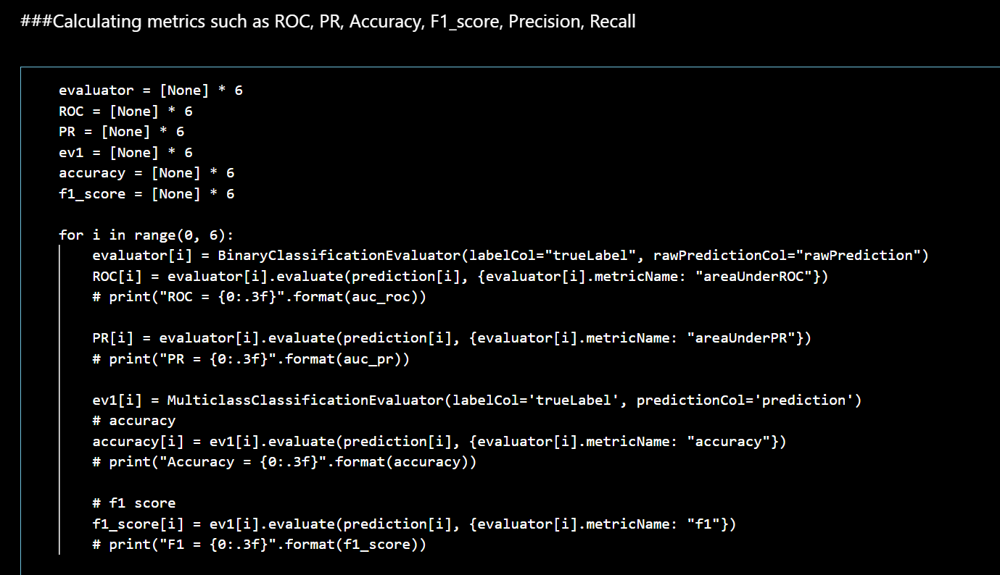 ###Calculating metrics such as ROC, PR, Accuracy, F1_score, Precision, Recall
evaluator = [None] * 6
ROC = [None] * 6
PR = [None] * 6
ev1 = [None] * 6
accuracy = [None] * 6
f1_score = [None] * 6
for i in range(0, 6):
    evaluator[i] = BinaryClassificationEvaluator(labelCol="trueLabel", rawPredictionCol="rawPrediction")
    ROC[i] = evaluator[i].evaluate(prediction[i], {evaluator[i].metricName: "areaUnderROC"})
    # print("ROC = {0:.3f}".format(auc_roc))
    PR[i] = evaluator[i].evaluate(prediction[i], {evaluator[i].metricName: "areaUnderPR"})
    # print("PR = {0:.3f}".format(auc_pr))
    ev1[i] = MulticlassClassificationEvaluator(labelCol='trueLabel', predictionCol='prediction')
    # accuracy
    accuracy[i] = ev1[i].evaluate(prediction[i], {evaluator[i].metricName: "accuracy"})
    # print("Accuracy = {0:.3f}".format(accuracy))
    # f1 score
    f1_score[i] = ev1[i].evaluate(prediction[i], {evaluator[i].metricName: "f1"})
    # print("F1 = {0:.3f}".format(f1_score))